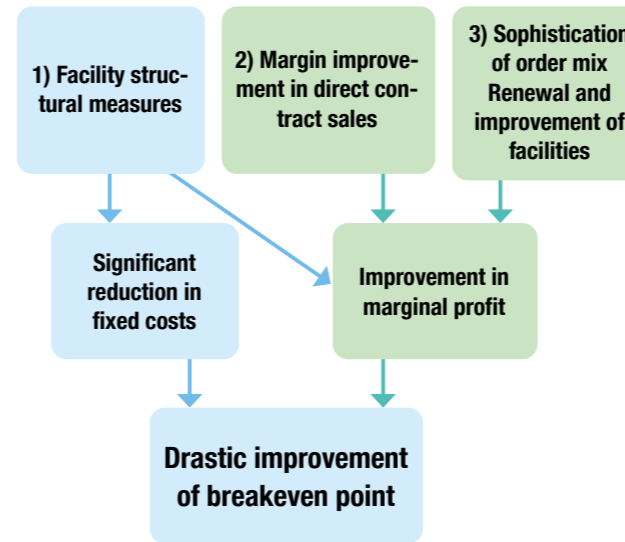 1) Facility struc-
tural measures
2) Margin improve-
ment in direct con-
tract sales
3) Sophistication
of order mix
Renewal and
improvement of
facilities
Significant
reduction in
fixed costs
Improvement in
marginal profit
Drastic improvement
of breakeven point